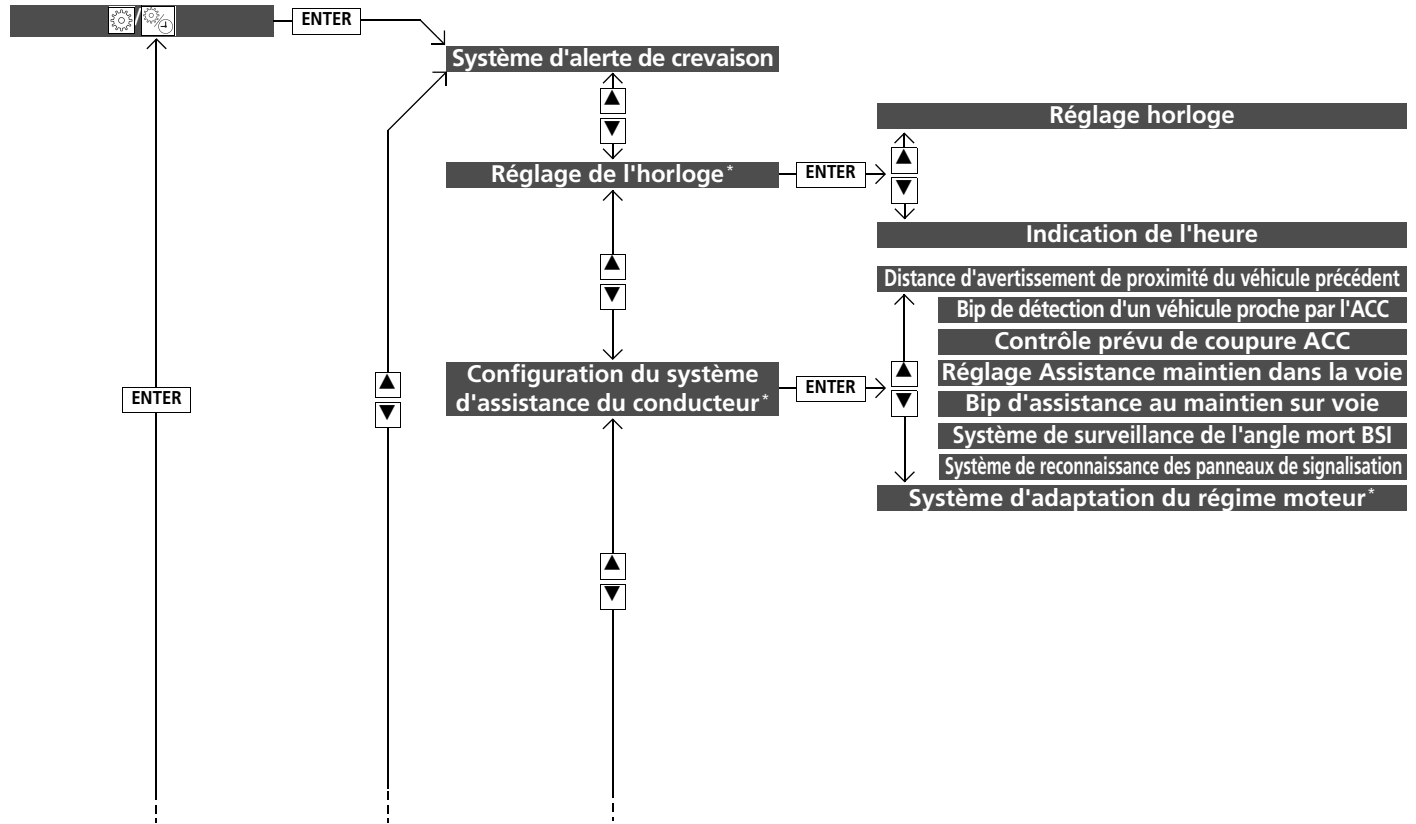 ENTER
Système d'alerte de crevaison
▲
▼
Réglage horloge
Réglage de l'horloge*
ENTER
▲
▼
Indication de l'heure
▲
▼
Distance d'avertissement de proximité du véhicule précédent
Bip de détection d'un véhicule proche par l'ACC
Contrôle prévu de coupure ACC
Configuration du système
d'assistance du conducteur*
ENTER
▲
▼
Réglage Assistance maintien dans la voie
Bip d'assistance au maintien sur voie
Système de surveillance de l'angle mort BSI
Système de reconnaissance des panneaux de signalisation
Système d'adaptation du régime moteur*
ENTER
▲
▼
▲
▼